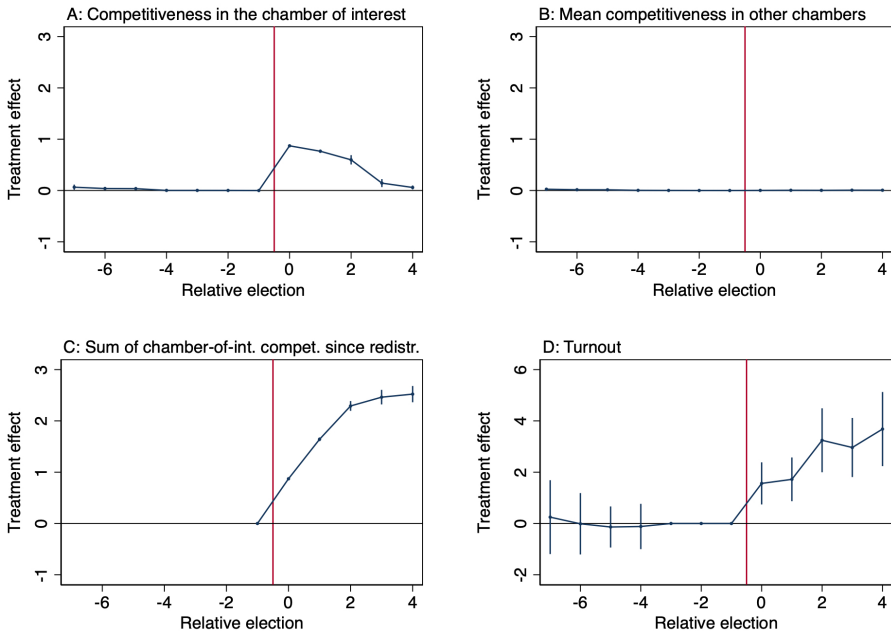 A: Competitiveness in the chamber of interest
Treatment effect
3
2
1
0
-1
-6 -4 -2 0 2 4
Relative election
B: Mean competitiveness in other chambers
Treatment effect
3
2
1
0
-1
-6 -4 -2 0 2 4
Relative election
C: Sum of chamber-of-int. compet. since redistr.
Treatment effect
3
2
1
0
-1
-6 -4 -2 0 2 4
Relative election
D: Turnout
Treatment effect
6
4
2
0
-2
-6 -4 -2 0 2 4
Relative election